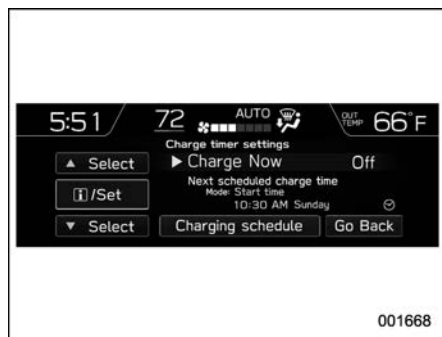 5:51 72 AUTO OUT TEMP 66°F
Charge timer settings
▲ Select
▶ Charge Now Off
i/Set
Next scheduled charge time
Mode: Start time
10:30 AM Sunday
▼ Select
Charging schedule
Go Back
001668